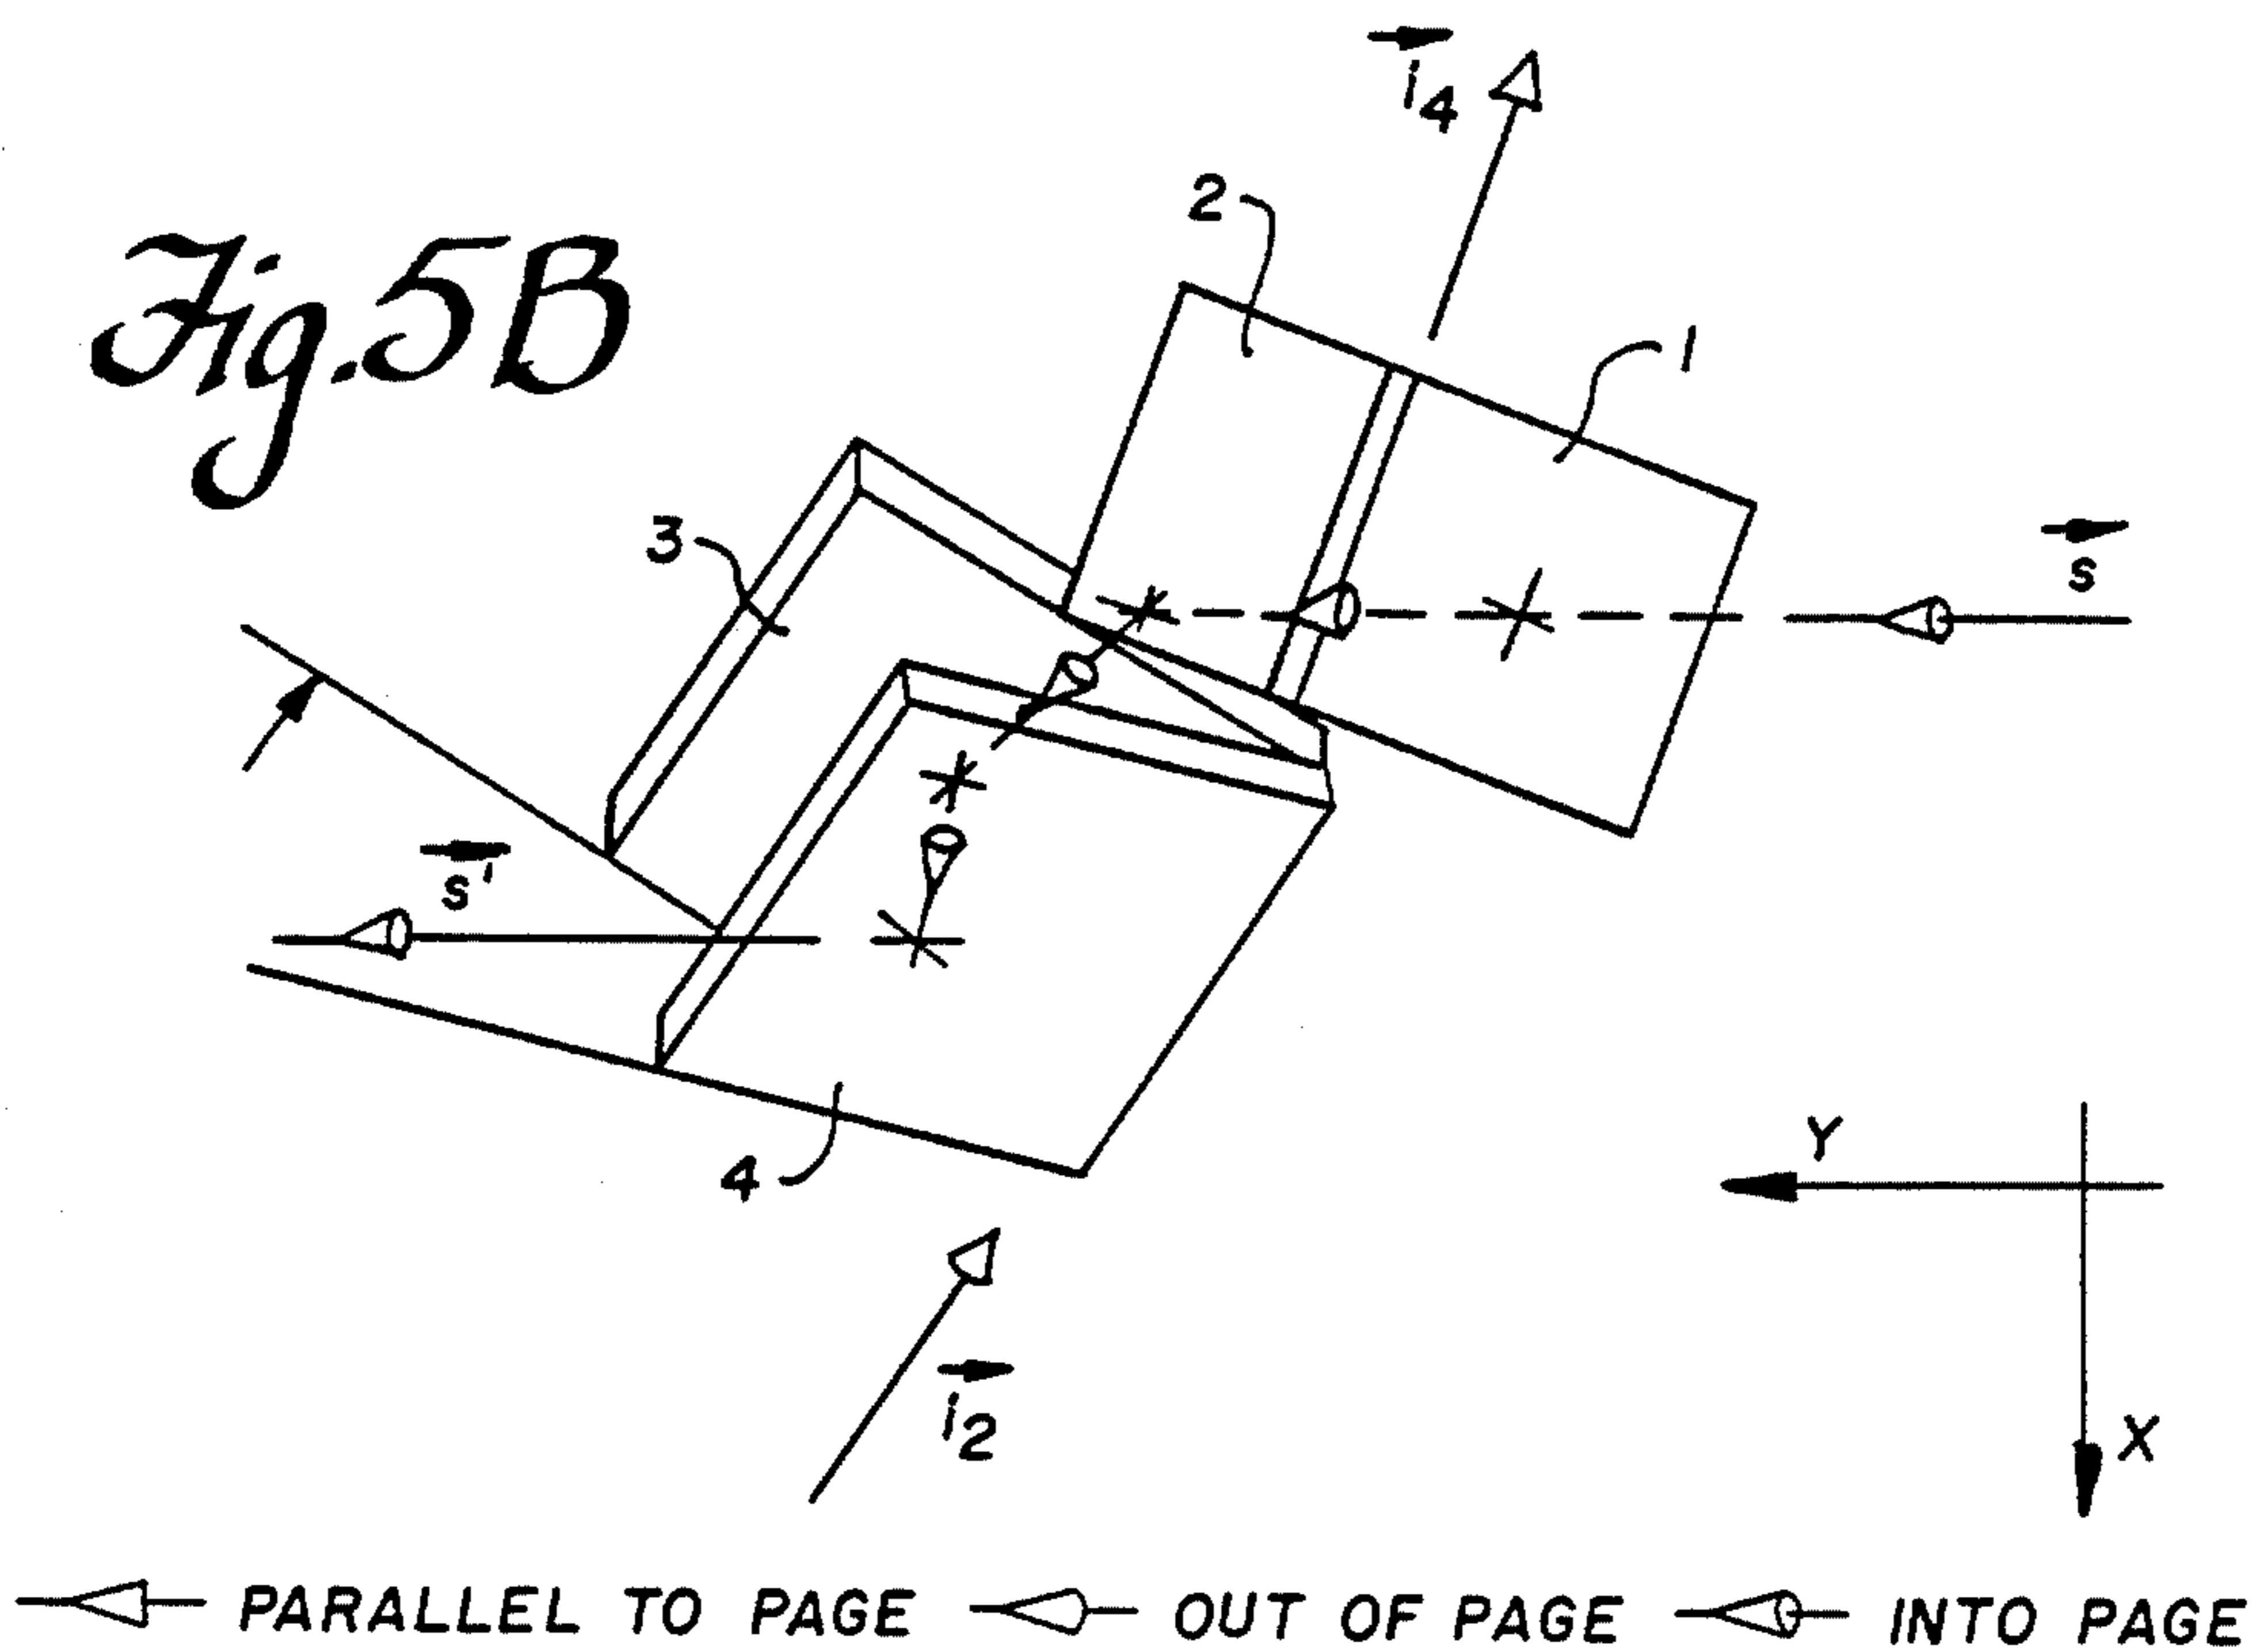 Fig. 5B
i4
2
1
3
s
s'
4
Y
i2
X
PARALLEL TO PAGE OUT OF PAGE INTO PAGE